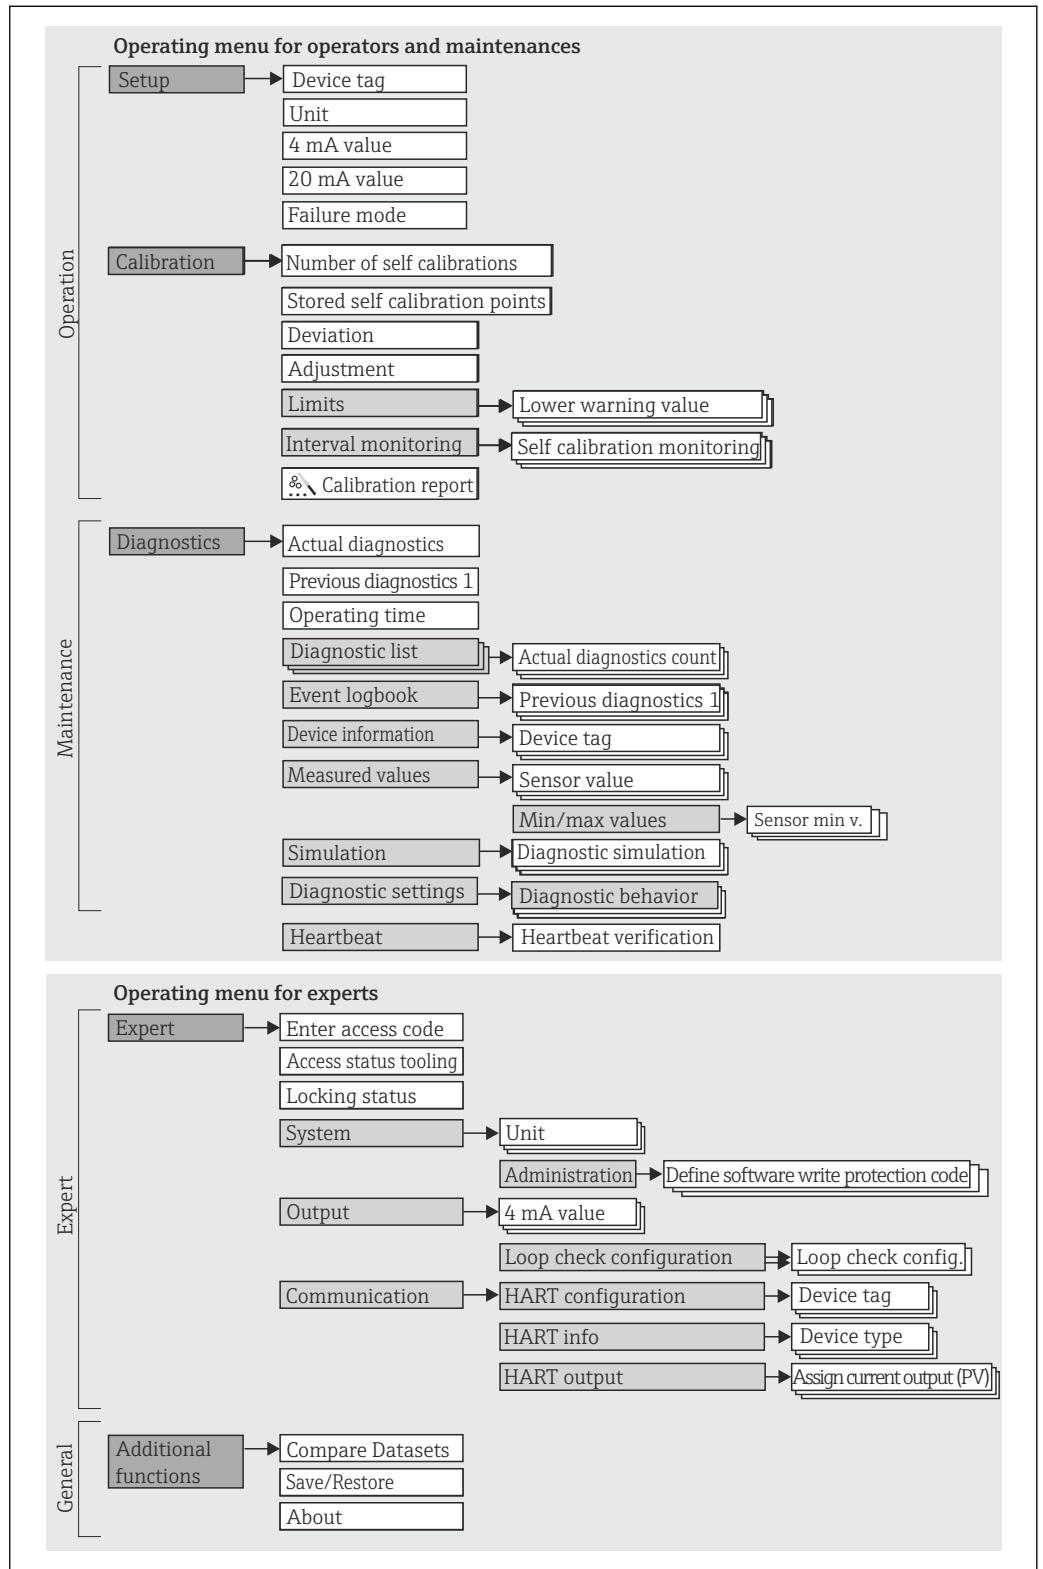 Operating menu for operators and maintenances
Operation
Setup
Device tag
Unit
4 mA value
20 mA value
Failure mode
Calibration
Number of self calibrations
Stored self calibration points
Deviation
Adjustment
Limits
Lower warning value
Interval monitoring
Self calibration monitoring
Calibration report
Maintenance
Diagnostics
Actual diagnostics
Previous diagnostics 1
Operating time
Diagnostic list
Actual diagnostics count
Event logbook
Previous diagnostics 1
Device information
Device tag
Measured values
Sensor value
Min/max values
Sensor min v.
Simulation
Diagnostic simulation
Diagnostic settings
Diagnostic behavior
Heartbeat
Heartbeat verification
Operating menu for experts
Expert
Expert
Enter access code
Access status tooling
Locking status
System
Unit
Administration
Define software write protection code
Output
4 mA value
Loop check configuration
Loop check config.
Communication
HART configuration
Device tag
HART info
Device type
HART output
Assign current output (PV)
General
Additional
functions
Compare Datasets
Save/Restore
About